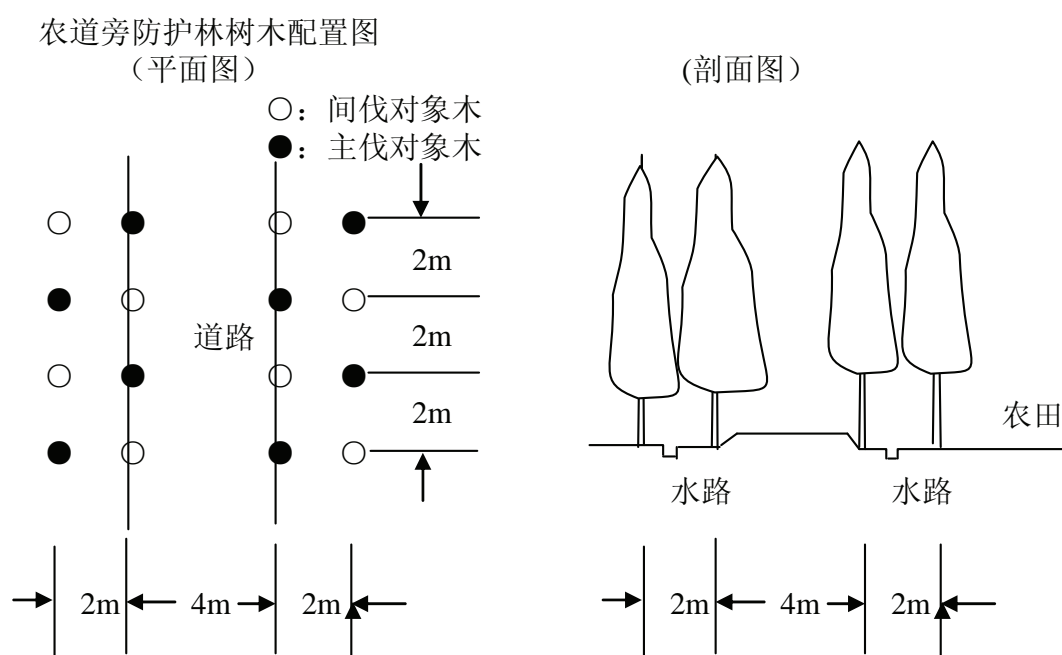 农道旁防护林树木配置图
（平面图）
(剖面图）
○：间伐对象木
●：主伐对象木
2m
2m
道路
2m
农田
水路
水路
2m
4m
2m
2m
4m
2m